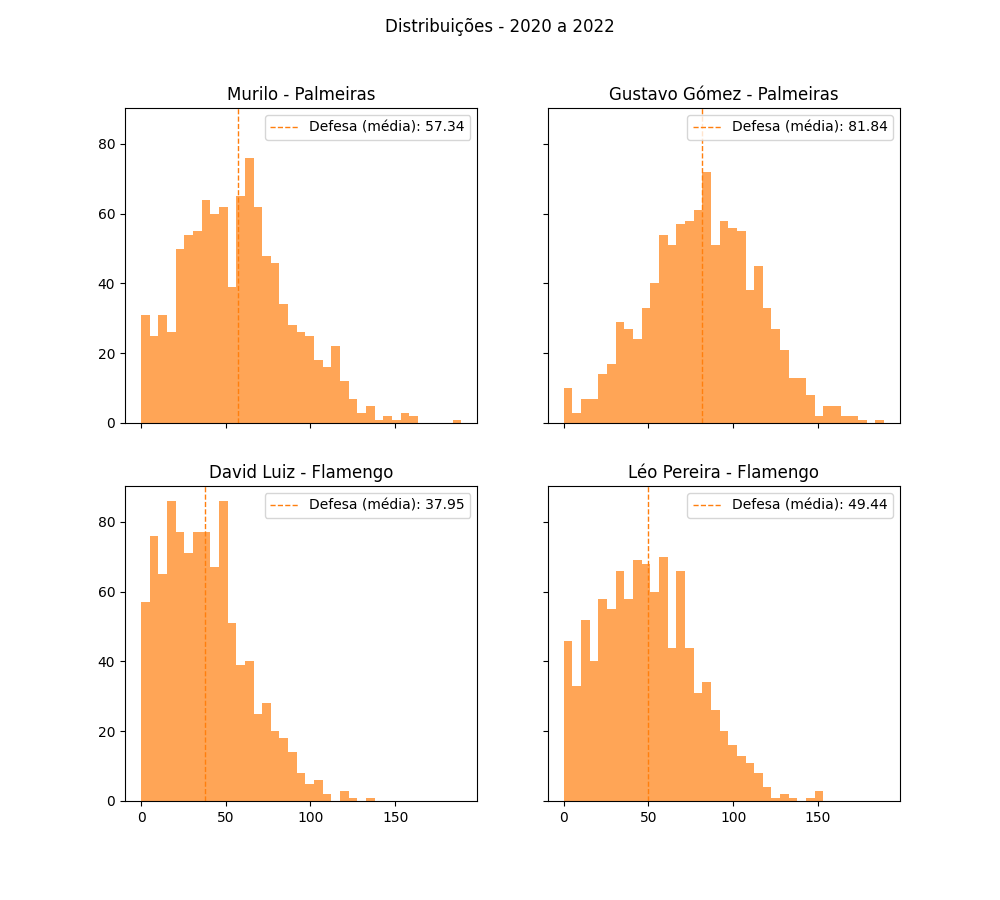 Distribuições - 2020 a 2022
Murilo - Palmeiras
Gustavo Gómez - Palmeiras
Defesa (média): 57.34
Defesa (média): 81.84
80
60
40
20
0
David Luiz - Flamengo
Léo Pereira - Flamengo
Defesa (média): 37.95
Defesa (média): 49.44
80
60
40
20
0
0 50 100 150
0 50 100 150